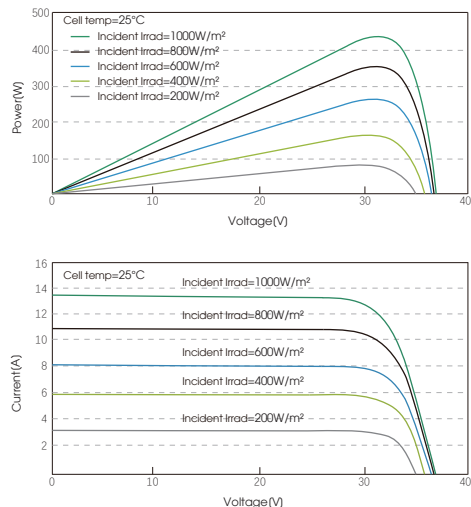 Cell temp=25°C
Incident Irrad=1000W/m²
Incident Irrad=800W/m²
Incident Irrad=600W/m²
Incident Irrad=400W/m²
Incident Irrad=200W/m²
500
400
300
200
100
Power(W)
0
10
20
30
40
Voltage(V)
Cell temp=25°C
Incident Irrad=1000W/m²
Incident Irrad=800W/m²
Incident Irrad=600W/m²
Incident Irrad=400W/m²
Incident Irrad=200W/m²
16
14
12
10
8
6
4
2
Current(A)
0
10
20
30
40
Voltage(V)